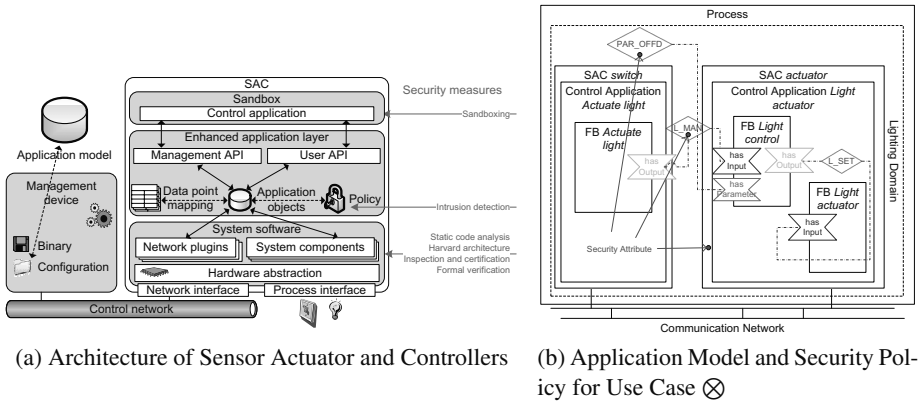 SAC
Security measures
Sandbox
Control application
Sandboxing
Enhanced application layer
Management API
User API
Application model
Management
device
Data point
mapping
Application
objects
Policy
Intrusion detection
Binary
Configuration
System software
Network plugins
System components
Static code analysis
Harvard architecture
Inspection and certification
Formal verification
Hardware abstraction
Network interface
Process interface
Control network
(a) Architecture of Sensor Actuator and Controllers
Process
PAR_OFFD
SAC switch
Control Application
Actuate light
FB Actuate
light
has
Output
L_MAN
SAC actuator
Control Application Light
actuator
FB Light
control
has
Input
has
Output
has
Parameter
L_SET
FB Light
actuator
has
Input
Security Attribute
Lighting Domain
Communication Network
(b) Application Model and Security Pol-
icy for Use Case ⊗